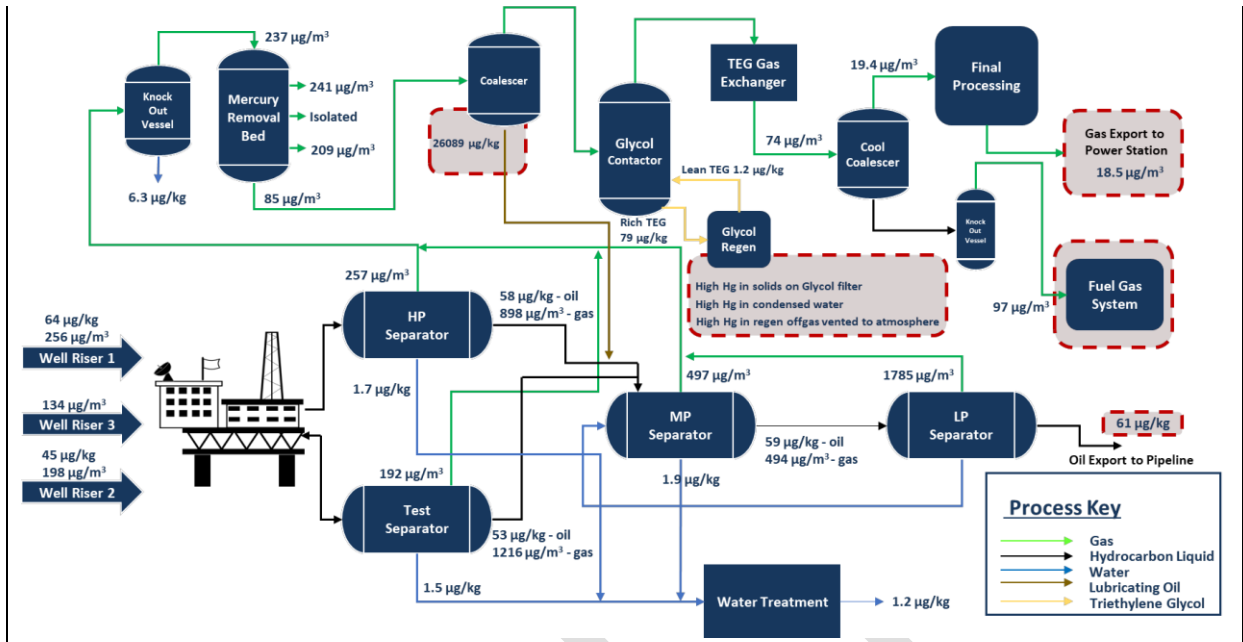 237 µg/m³
Knock
Out
Vessel
6.3 µg/kg
Mercury
Removal
Bed
241 µg/m³
Isolated
209 µg/m³
85 µg/m³
Coalescer
26089 µg/kg
Glycol
Contactor
TEG Gas
Exchanger
74 µg/m³
Lean TEG 1.2 µg/kg
Rich TEG
79 µg/kg
Glycol
Regen
19.4 µg/m³
Cool
Coalescer
Final
Processing
Gas Export to
Power Station
18.5 µg/m³
Knock
Out
Vessel
97 µg/m³
Fuel Gas
System
High Hg in solids on Glycol filter
High Hg in condensed water
High Hg in regen offgas vented to atmosphere
64 µg/kg
256 µg/m³
Well Riser 1
134 µg/m³
Well Riser 3
45 µg/kg
198 µg/m³
Well Riser 2
257 µg/m³
HP
Separator
58 µg/kg - oil
898 µg/m³ - gas
1.7 µg/kg
192 µg/m³
Test
Separator
53 µg/kg - oil
1216 µg/m³ - gas
1.5 µg/kg
497 µg/m³
MP
Separator
59 µg/kg - oil
494 µg/m³ - gas
1.9 µg/kg
1785 µg/m³
LP
Separator
61 µg/kg
Oil Export to Pipeline
Water Treatment
1.2 µg/kg
Process Key
Gas
Hydrocarbon Liquid
Water
Lubricating Oil
Triethylene Glycol